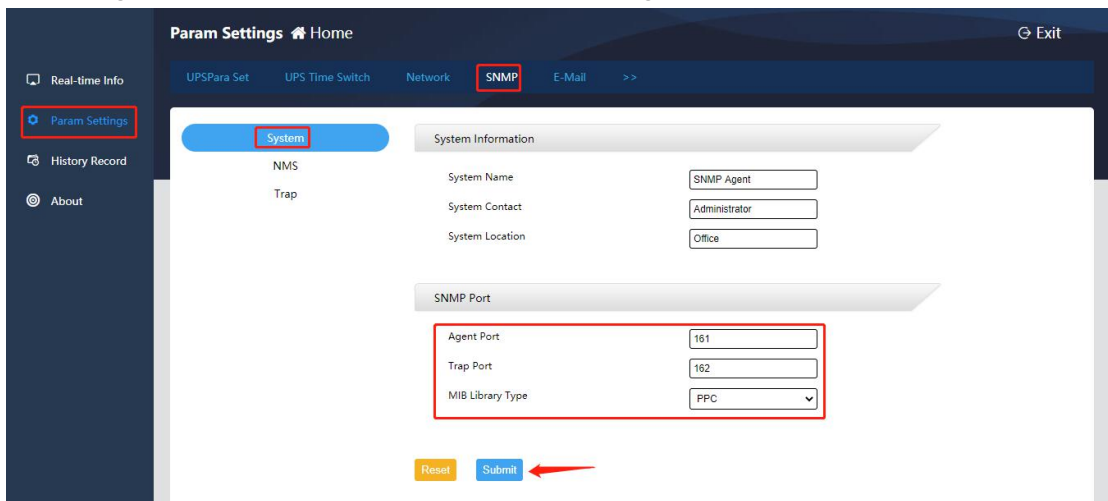 Param Settings Home
Exit
Real-time Info
Param Settings
History Record
About
UPSPara Set UPS Time Switch Network SNMP E-Mail >>
System
NMS
Trap
System Information
System Name SNMP Agent
System Contact Administrator
System Location Office
SNMP Port
Agent Port 161
Trap Port 162
MIB Library Type PPC
Reset Submit